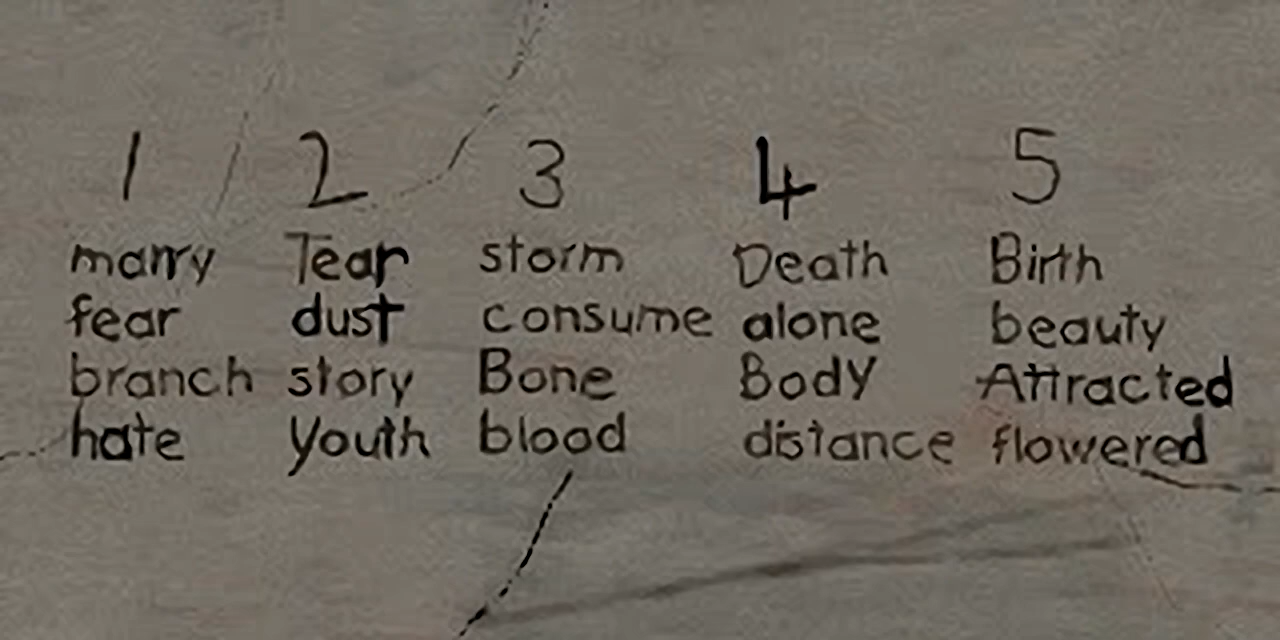 1 2 3 4 5
marry Tear storm Death Birth
fear dust consume alone beauty
branch story Bone Body Attracted
hate Youth blood distance flowered